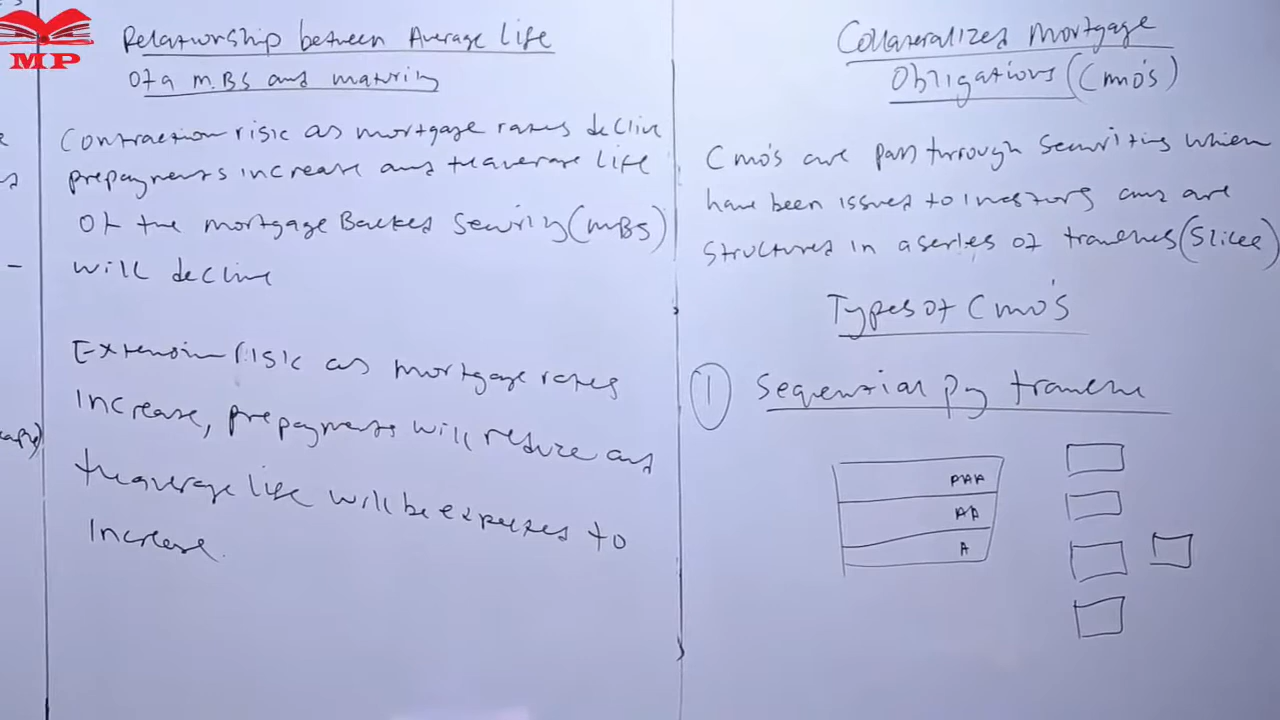 MP
Relationship between Average Life
of a M.BS and maturity
Contraction risk as mortgage rates decline
prepayments increase and the average life
of the mortgage Backed Security (MBS)
will decline
Extension risk as mortgage rates
increase, prepayments will reduce and
the average life will be expected to
increase.
Collateralized Mortgage
Obligations (CMO's)
CMO's are pass through securities which
have been issued to investors and are
structured in a series of tranches (Slice)
Types of CMO's
1 Sequential pay tranche
AAA
AA
A